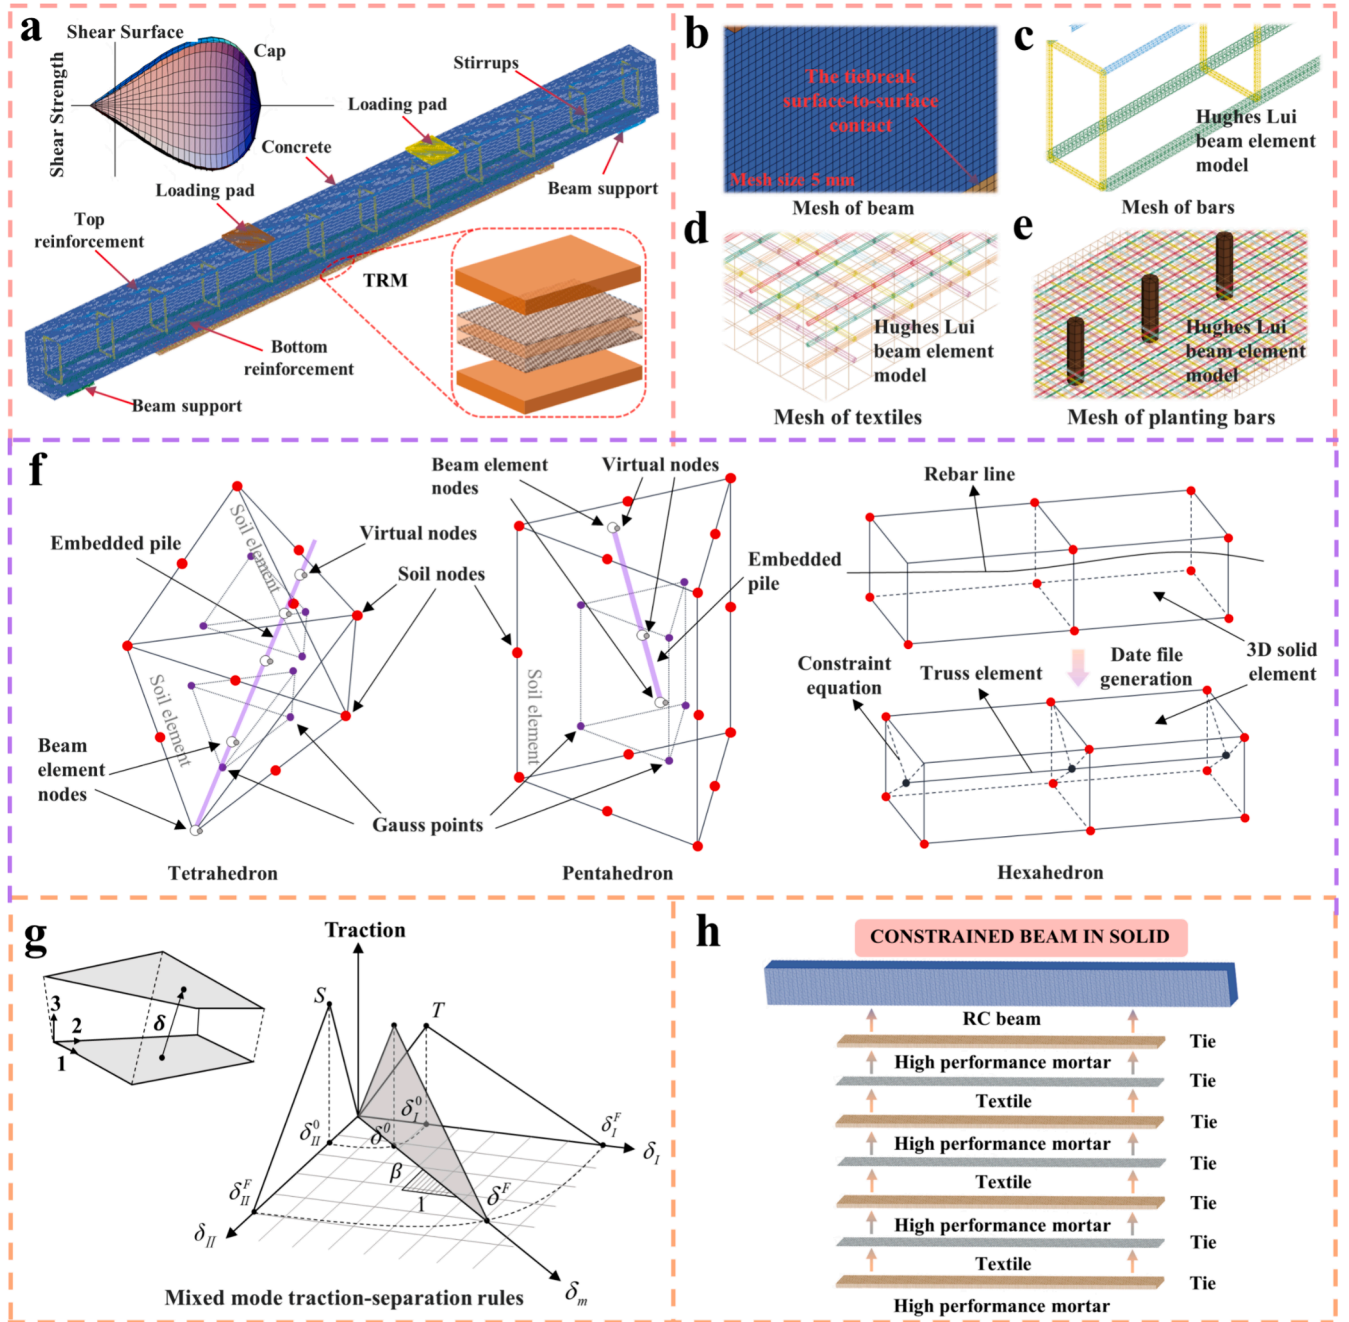 a
Shear Surface
Cap
Shear Strength
Stirrups
Loading pad
Concrete
Loading pad
Beam support
Top
reinforcement
TRM
Bottom
reinforcement
Beam support
b
The tiebreak
surface-to-surface
contact
Mesh size 5 mm
Mesh of beam
c
Hughes Lui
beam element
model
Mesh of bars
d
Hughes Lui
beam element
model
Mesh of textiles
e
Hughes Lui
beam element
model
Mesh of planting bars
f
Soil element
Embedded pile
Virtual nodes
Soil nodes
Soil element
Beam
element
nodes
Gauss points
Tetrahedron
Beam element
nodes
Virtual nodes
Embedded
pile
Soil element
Pentahedron
Rebar line
Constraint
equation
Truss element
Date file
generation
3D solid
element
Hexahedron
g
Traction
3
2
1
δ
S
T
δ_I^0
δ_II^0
δ^0
δ_I^F
δ_I
β
1
δ_II^F
δ^F
δ_II
δ_m
Mixed mode traction-separation rules
h
CONSTRAINED BEAM IN SOLID
RC beam
Tie
High performance mortar
Tie
Textile
Tie
High performance mortar
Tie
Textile
Tie
High performance mortar
Tie
Textile
Tie
High performance mortar